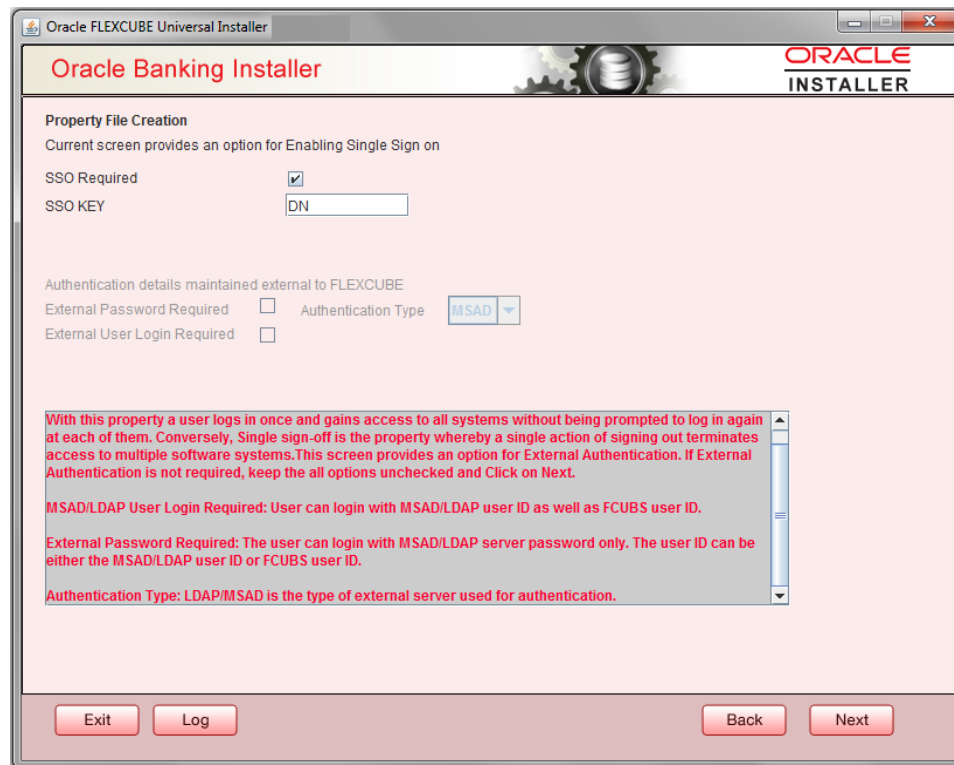 Oracle FLEXCUBE Universal Installer
Oracle Banking Installer
ORACLE
INSTALLER
Property File Creation
Current screen provides an option for Enabling Single Sign on
SSO Required
SSO KEY DN
Authentication details maintained external to FLEXCUBE
External Password Required Authentication Type MSAD
External User Login Required
With this property a user logs in once and gains access to all systems without being prompted to log in again
at each of them. Conversely, Single sign-off is the property whereby a single action of signing out terminates
access to multiple software systems.This screen provides an option for External Authentication. If External
Authentication is not required, keep the all options unchecked and Click on Next.
MSAD/LDAP User Login Required: User can login with MSAD/LDAP user ID as well as FCUBS user ID.
External Password Required: The user can login with MSAD/LDAP server password only. The user ID can be
either the MSAD/LDAP user ID or FCUBS user ID.
Authentication Type: LDAP/MSAD is the type of external server used for authentication.
Exit Log Back Next